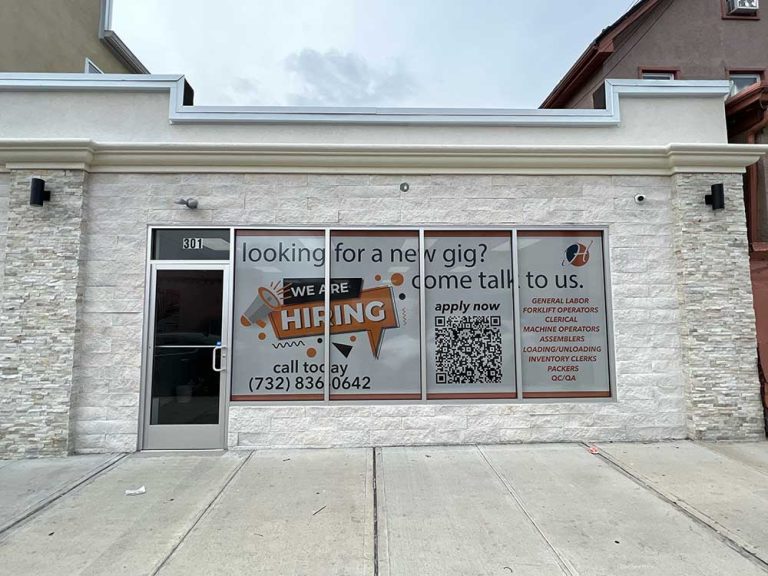 301
looking for a new gig?
come talk to us.
WE ARE
HIRING
call today
(732) 836-0642
apply now
H
GENERAL LABOR
FORKLIFT OPERATORS
CLERICAL
MACHINE OPERATORS
ASSEMBLERS
LOADING/UNLOADING
INVENTORY CLERKS
PACKERS
QC/QA